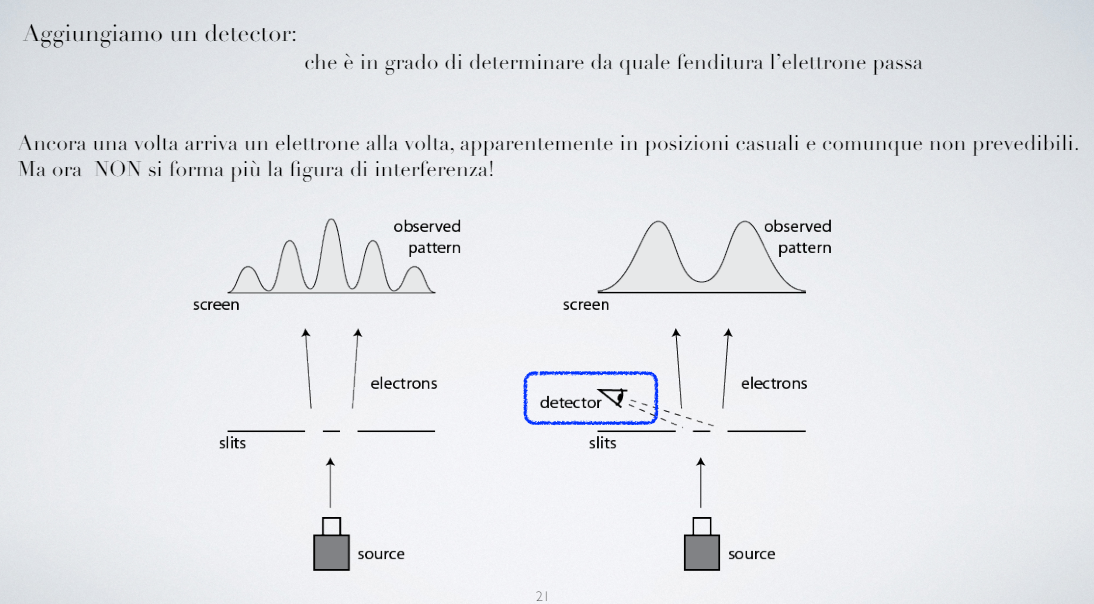 Aggiungiamo un detector:
che è in grado di determinare da quale fenditura l'elettrone passa
Ancora una volta arriva un elettrone alla volta, apparentemente in posizioni casuali e comunque non prevedibili.
Ma ora NON si forma più la figura di interferenza!
observed
pattern
screen
electrons
slits
source
observed
pattern
screen
electrons
detector
slits
source
21